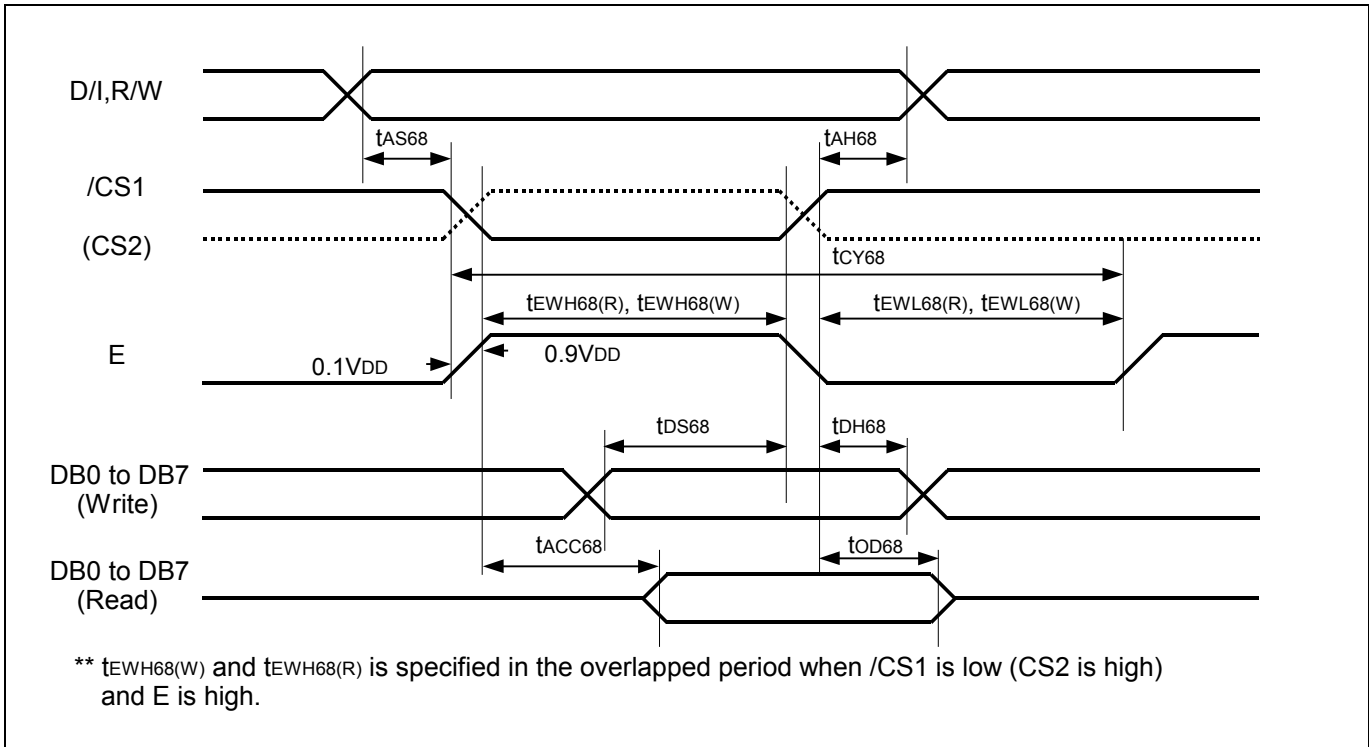 D/I,R/W
tAS68
tAH68
/CS1
(CS2)
tCY68
tEWH68(R), tEWH68(W)
tEWL68(R), tEWL68(W)
E
0.1VDD
0.9VDD
tDS68
tDH68
DB0 to DB7
(Write)
tACC68
tOD68
DB0 to DB7
(Read)
** tEWH68(W) and tEWH68(R) is specified in the overlapped period when /CS1 is low (CS2 is high)
and E is high.